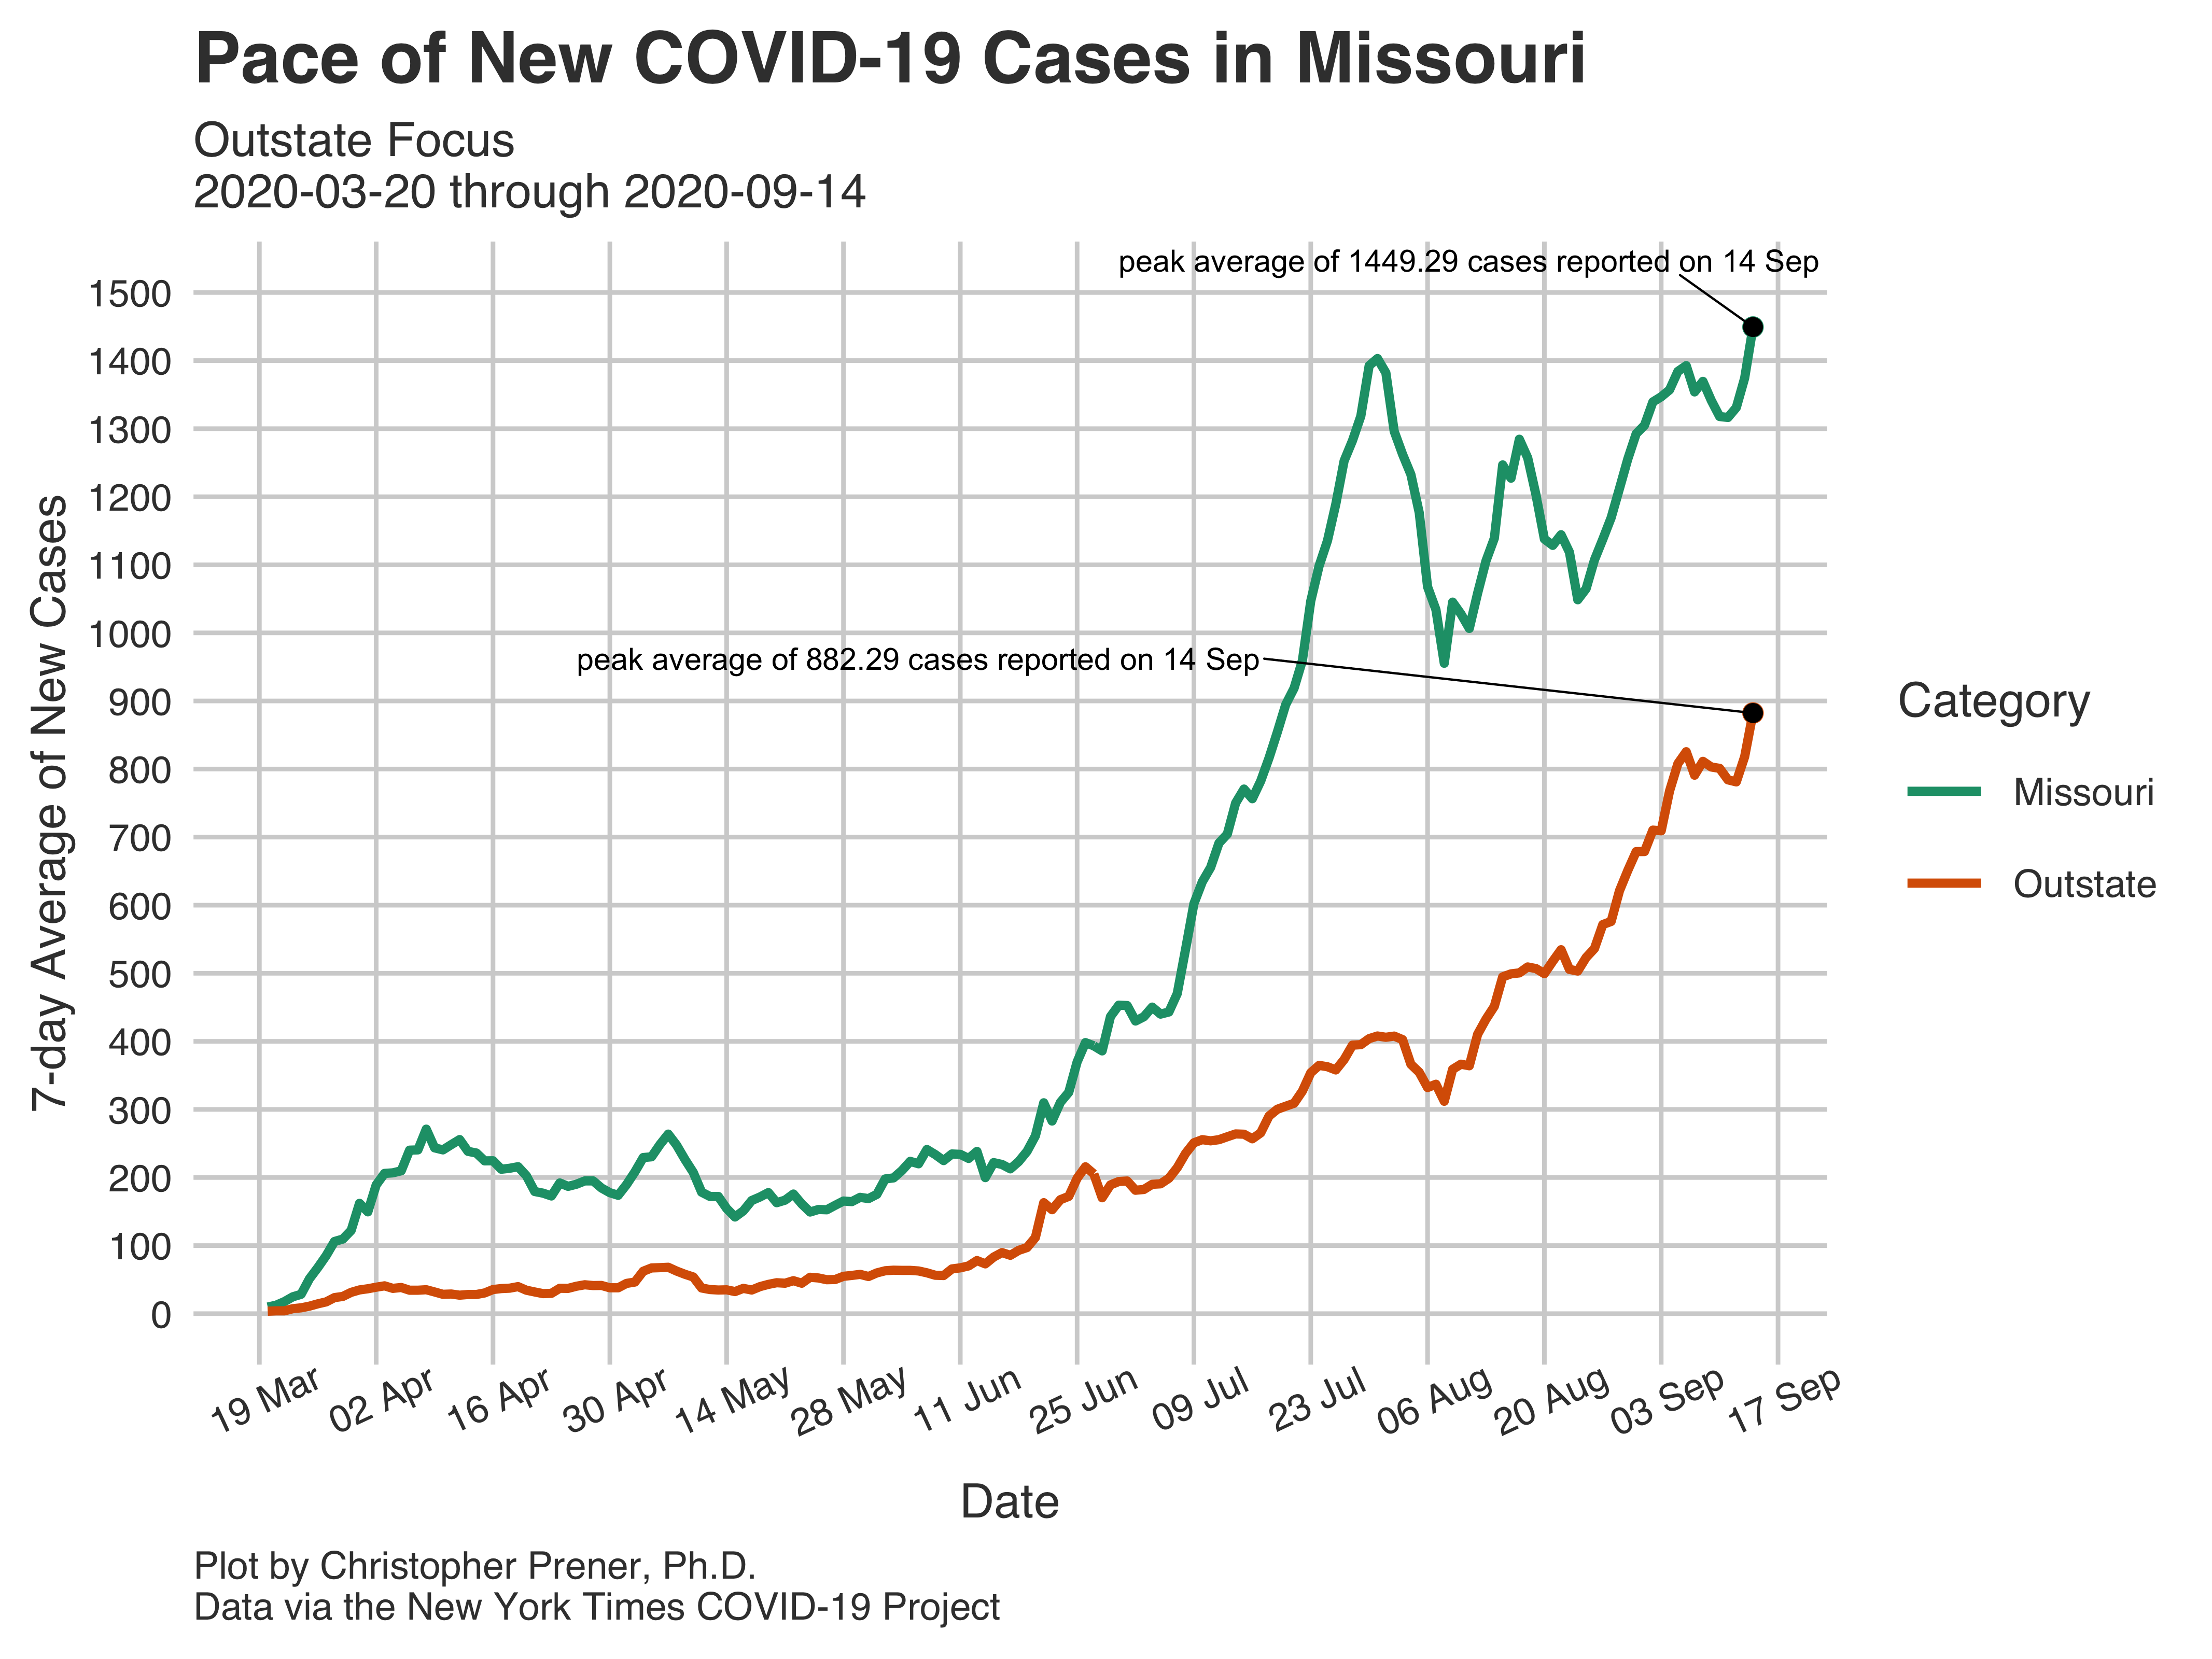 Pace of New COVID-19 Cases in Missouri
Outstate Focus
2020-03-20 through 2020-09-14
peak average of 1449.29 cases reported on 14 Sep
1500
1400
1300
1200
1100
1000
peak average of 882.29 cases reported on 14 Sep
900
800
700
600
500
400
300
200
100
0
7-day Average of New Cases
Category
Missouri
Outstate
19 Mar
02 Apr
16 Apr
30 Apr
14 May
28 May
11 Jun
25 Jun
09 Jul
23 Jul
06 Aug
20 Aug
03 Sep
17 Sep
Date
Plot by Christopher Prener, Ph.D.
Data via the New York Times COVID-19 Project